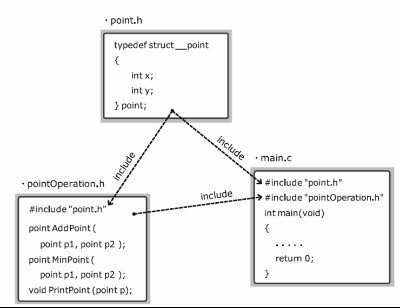 · point.h
typedef struct __point
{
int x;
int y;
} point;
include
include
· main.c
#include "point.h"
#include "pointOperation.h"
int main(void)
{
. . . . .
return 0;
}
include
· pointOperation.h
#include "point.h"
point AddPoint (
point p1, point p2 );
point MinPoint (
point p1, point p2 );
void PrintPoint (point p);